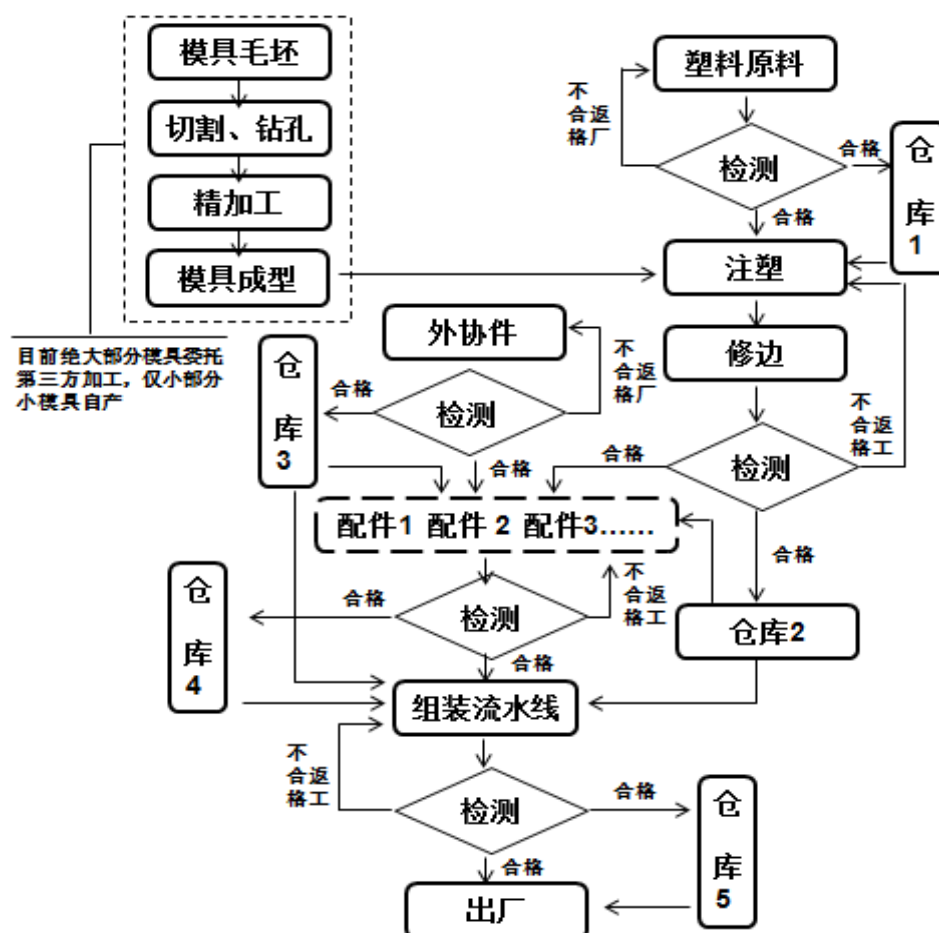 模具毛坯
切割、钻孔
精加工
模具成型
目前绝大部分模具委托
第三方加工，仅小部分
小模具自产
塑料原料
不
合返
格厂
检测
合格
仓
库
1
合格
注塑
修边
不
合返
格工
检测
合格
合格
仓库2
外协件
不
合返
格厂
检测
合格
仓
库
3
合格
配件1 配件2 配件3……
不
合返
格工
检测
合格
仓
库
4
合格
组装流水线
不
合返
格工
检测
合格
仓
库
5
合格
出厂